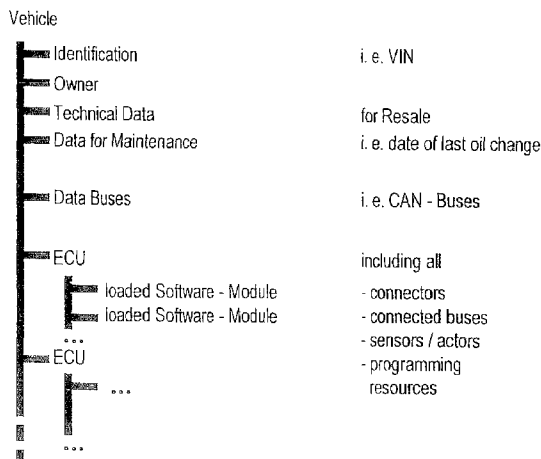 Vehicle
Identification i. e. VIN
Owner
Technical Data for Resale
Data for Maintenance i. e. date of last oil change
Data Buses i. e. CAN - Buses
ECU including all
loaded Software - Module - connectors
loaded Software - Module - connected buses
... - sensors / actors
ECU - programming
... resources
...